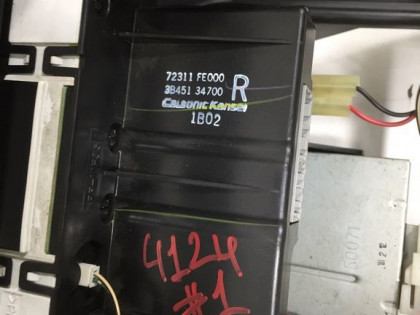 72311 FE000
R
3B451 34700
Calsonic Kansei
1B02
4124
#1